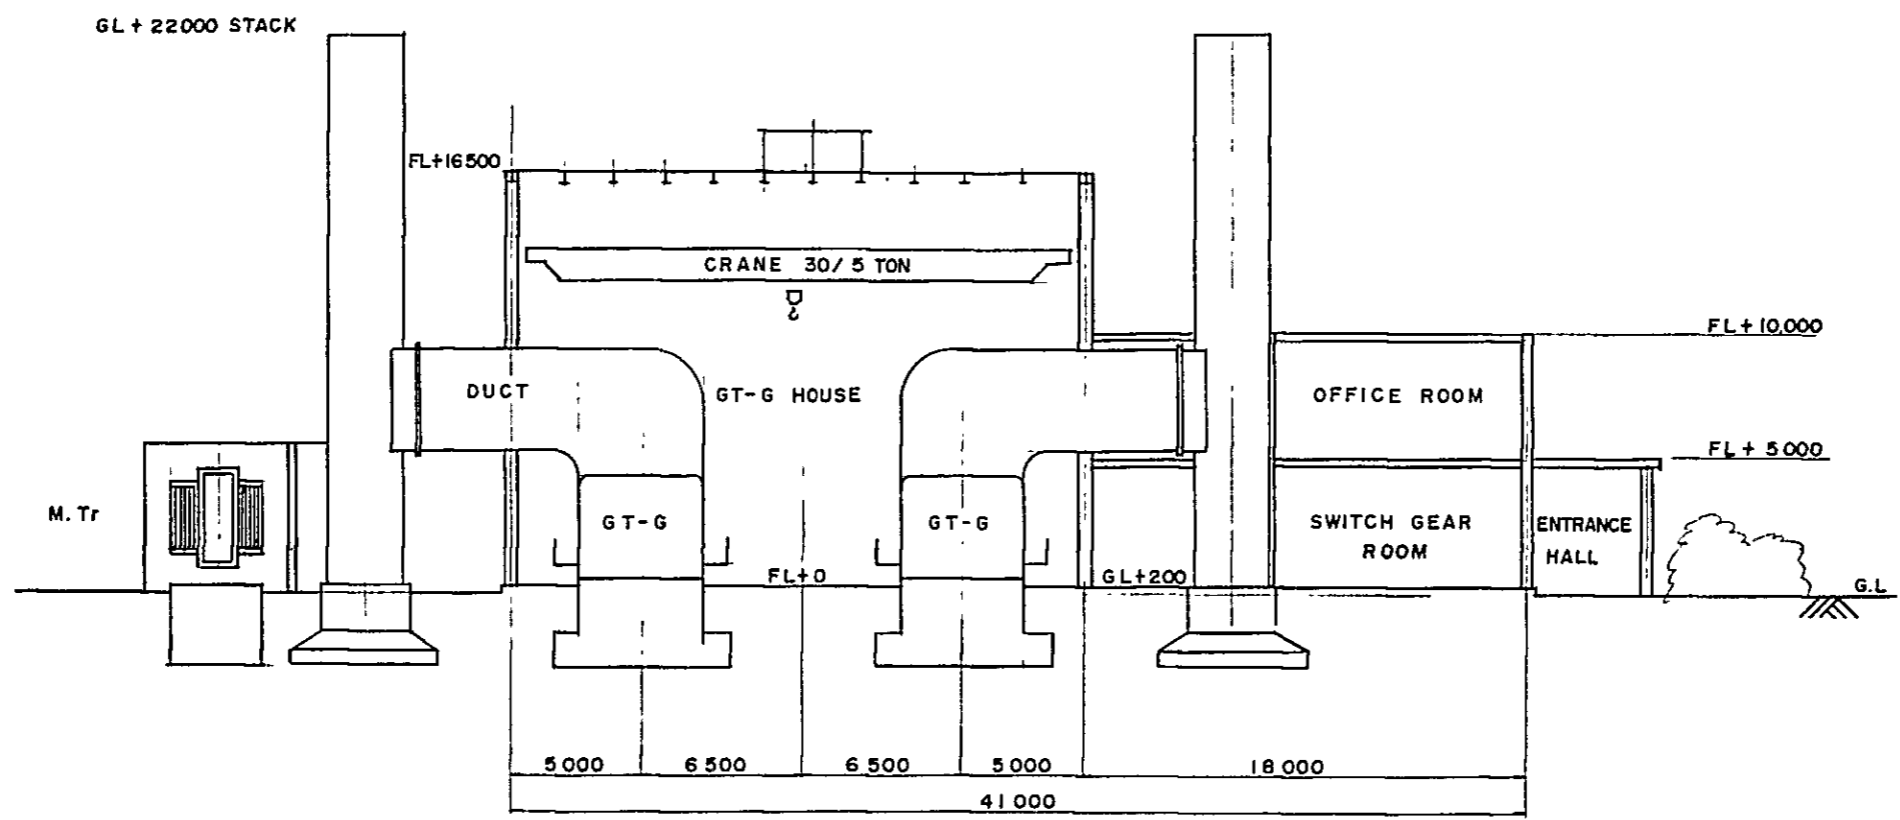 GL + 22000 STACK
FL+16500
CRANE 30/5 TON
FL+10,000
DUCT
GT-G HOUSE
OFFICE ROOM
FL+ 5000
M. Tr
GT-G
GT-G
SWITCH GEAR
ROOM
ENTRANCE
HALL
FL+0
GL+200
G.L
5000
6500
6500
5000
18000
41000